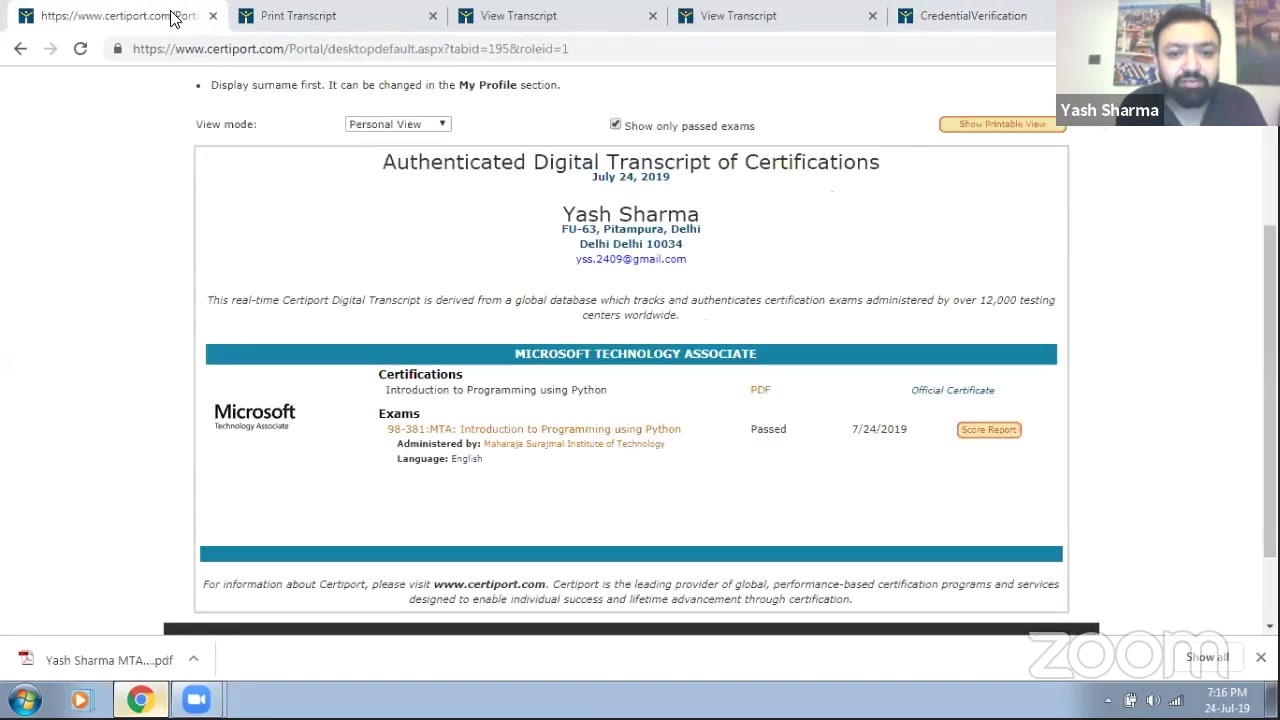 https://www.certiport.com/Porta
Print Transcript
View Transcript
View Transcript
CredentialVerification
https://www.certiport.com/Portal/desktopdefault.aspx?tabid=195&roleid=1
Yash Sharma
• Display surname first. It can be changed in the My Profile section.
View mode:
Personal View
Show only passed exams
Show Printable View
Authenticated Digital Transcript of Certifications
July 24, 2019
Yash Sharma
FU-63, Pitampura, Delhi
Delhi Delhi 10034
yss.2409@gmail.com
This real-time Certiport Digital Transcript is derived from a global database which tracks and authenticates certification exams administered by over 12,000 testing
centers worldwide.
MICROSOFT TECHNOLOGY ASSOCIATE
Certifications
Introduction to Programming using Python PDF Official Certificate
Microsoft
Technology Associate
Exams
98-381:MTA: Introduction to Programming using Python Passed 7/24/2019 Score Report
Administered by: Maharaja Surajmal Institute of Technology
Language: English
For information about Certiport, please visit www.certiport.com. Certiport is the leading provider of global, performance-based certification programs and services
designed to enable individual success and lifetime advancement through certification.
Yash Sharma MTA....pdf
zoom
Show all
7:16 PM
24-Jul-19